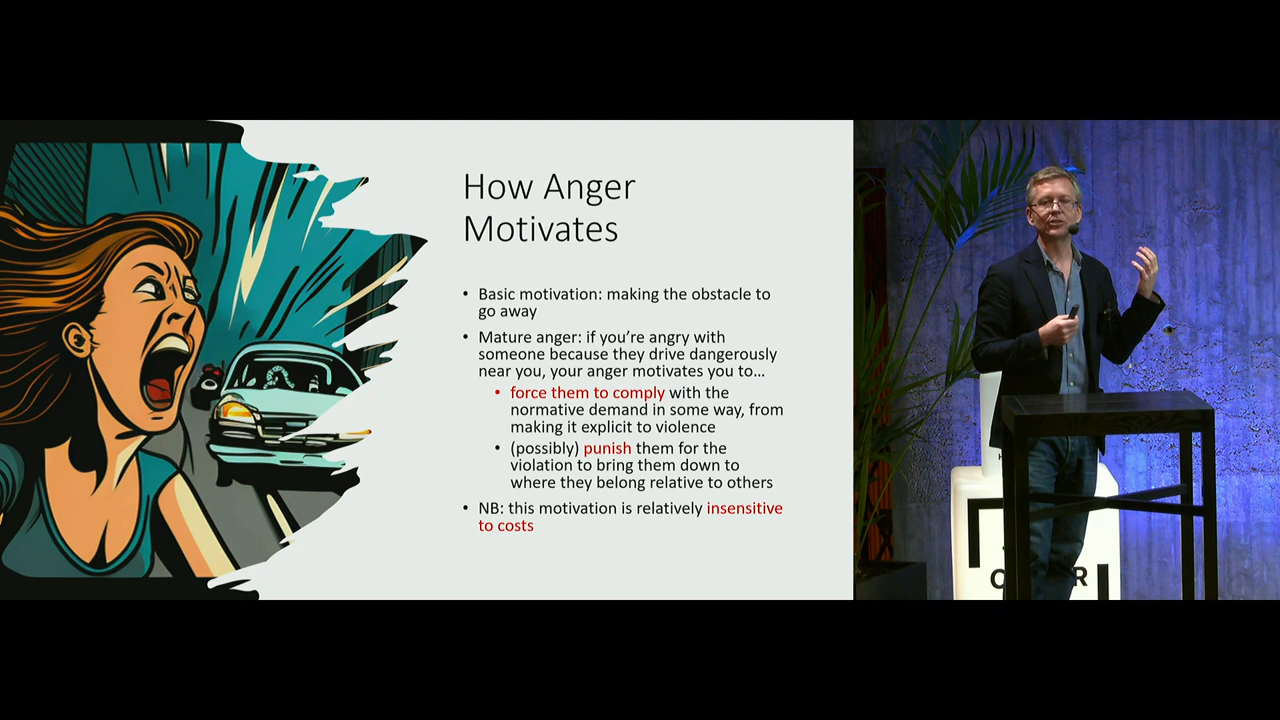 How Anger
Motivates
• Basic motivation: making the obstacle to
go away
• Mature anger: if you’re angry with
someone because they drive dangerously
near you, your anger motivates you to…
• force them to comply with the
normative demand in some way, from
making it explicit to violence
• (possibly) punish them for the
violation to bring them down to
where they belong relative to others
• NB: this motivation is relatively insensitive
to costs